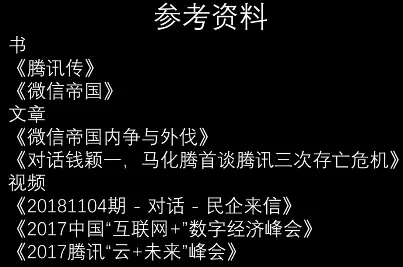 参考资料
书
《腾讯传》
《微信帝国》
文章
《微信帝国内争与外伐》
《对话钱颖一，马化腾首谈腾讯三次存亡危机》
视频
《20181104期 - 对话 - 民企来信》
《2017中国“互联网+”数字经济峰会》
《2017腾讯“云+未来”峰会》